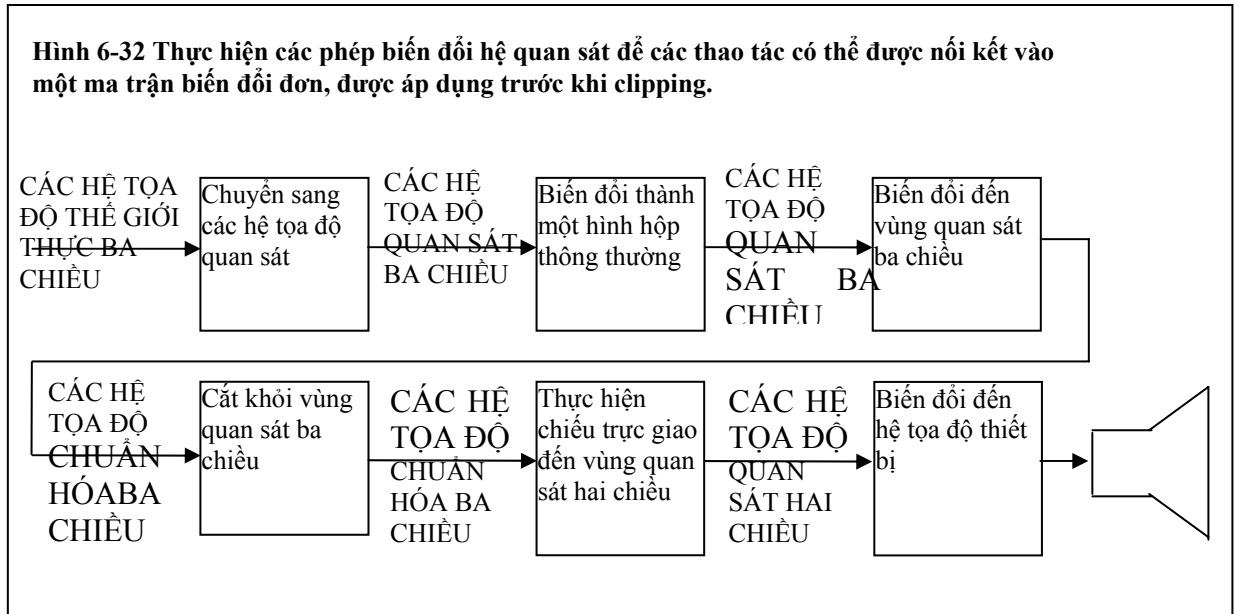 Hình 6-32 Thực hiện các phép biến đổi hệ quan sát để các thao tác có thể được nối kết vào
một ma trận biến đổi đơn, được áp dụng trước khi clipping.
CÁC HỆ TỌA
ĐỘ THẾ GIỚI
THỰC BA
CHIỀU
Chuyển sang
các hệ tọa độ
quan sát
CÁC HỆ
TỌA ĐỘ
QUAN SÁT
BA CHIỀU
Biến đổi thành
một hình hộp
thông thường
CÁC HỆ
TỌA ĐỘ
QUAN
SÁT BA
CHIỀU
Biến đổi đến
vùng quan sát
ba chiều
CÁC HỆ
TỌA ĐỘ
CHUẨN
HÓABA
CHIỀU
Cắt khỏi vùng
quan sát ba
chiều
CÁC HỆ
TỌA ĐỘ
CHUẨN
HÓA BA
CHIỀU
Thực hiện
chiếu trực giao
đến vùng quan
sát hai chiều
CÁC HỆ
TỌA ĐỘ
QUAN
SÁT HAI
CHIỀU
Biến đổi đến
hệ tọa độ thiết
bị